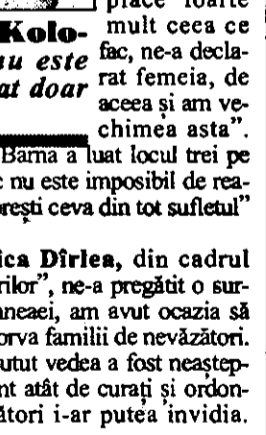 place foarte
Kolo- mult ceea ce
nu este fac, ne-a decla-
at doar rat femeia, de
aceea și am ve-
chimea asta".
Barna a luat locul trei pe
nu este imposibil de rea-
rești ceva din tot sufletul"
ica Dîrlea, din cadrul
rilor", ne-a pregătit o sur-
neaei, am avut ocazia să
orva familii de nevăzători.
utut vedea a fost neaștep-
nt atât de curați și ordon-
ători i-ar putea invidia.